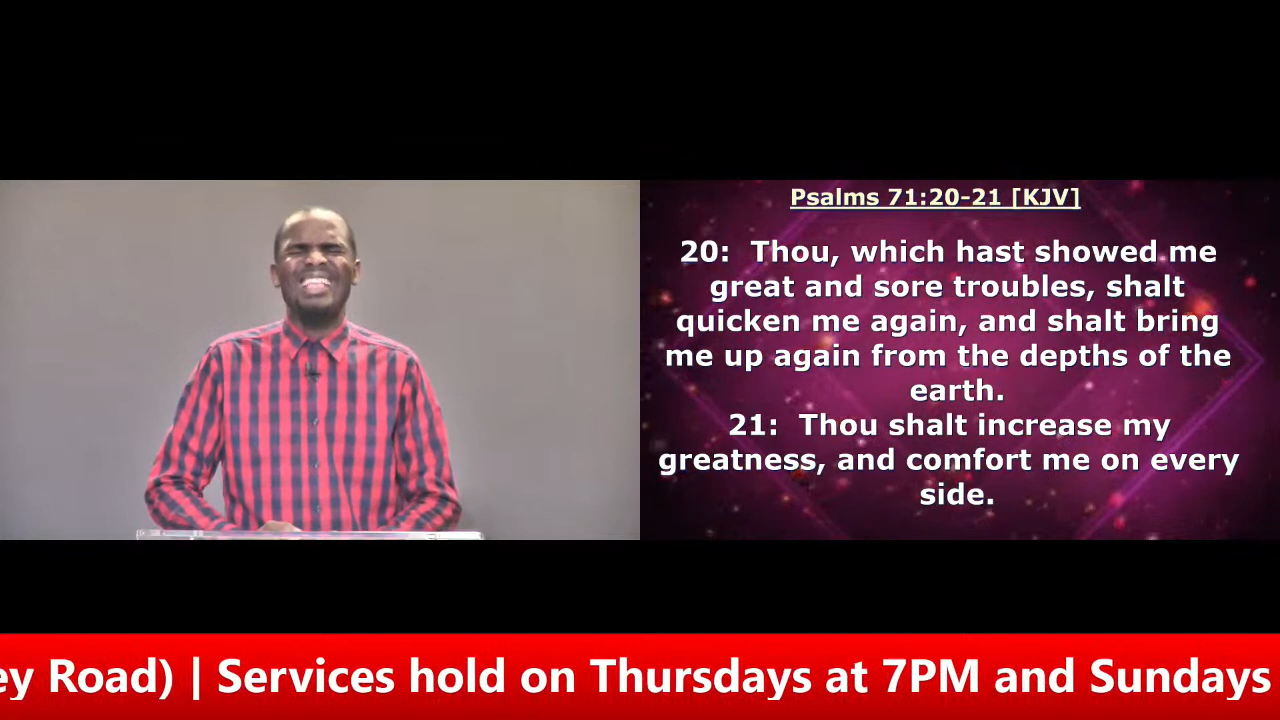 Psalms 71:20-21 [KJV]
20:  Thou, which hast showed me
great and sore troubles, shalt
quicken me again, and shalt bring
me up again from the depths of the
earth.
21:  Thou shalt increase my
greatness, and comfort me on every
side.
ey Road) | Services hold on Thursdays at 7PM and Sundays